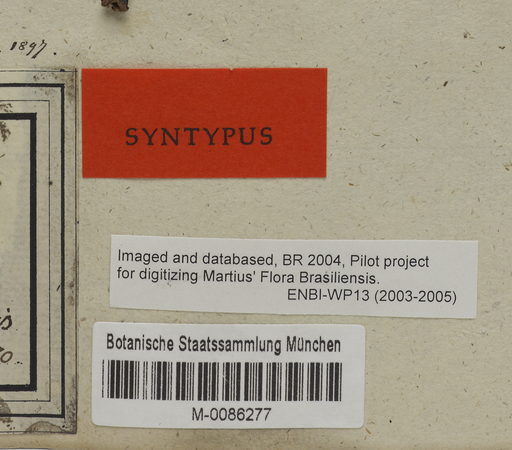 1897.
SYNTYPUS
Imaged and databased, BR 2004, Pilot project
for digitizing Martius' Flora Brasiliensis.
ENBI-WP13 (2003-2005)
Botanische Staatssammlung München
M-0086277